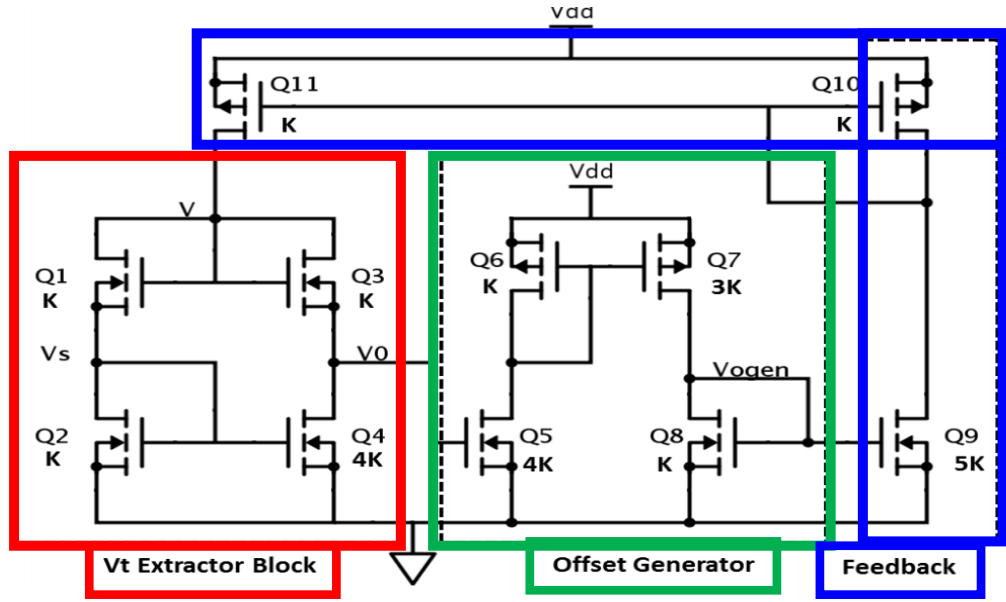 Vdd
Q11
K
Q10
K
V
Vdd
Q1
K
Q3
K
Q6
K
Q7
3K
Vs
V0
Vogen
Q2
K
Q4
4K
Q5
4K
Q8
K
Q9
5K
Vt Extractor Block
Offset Generator
Feedback